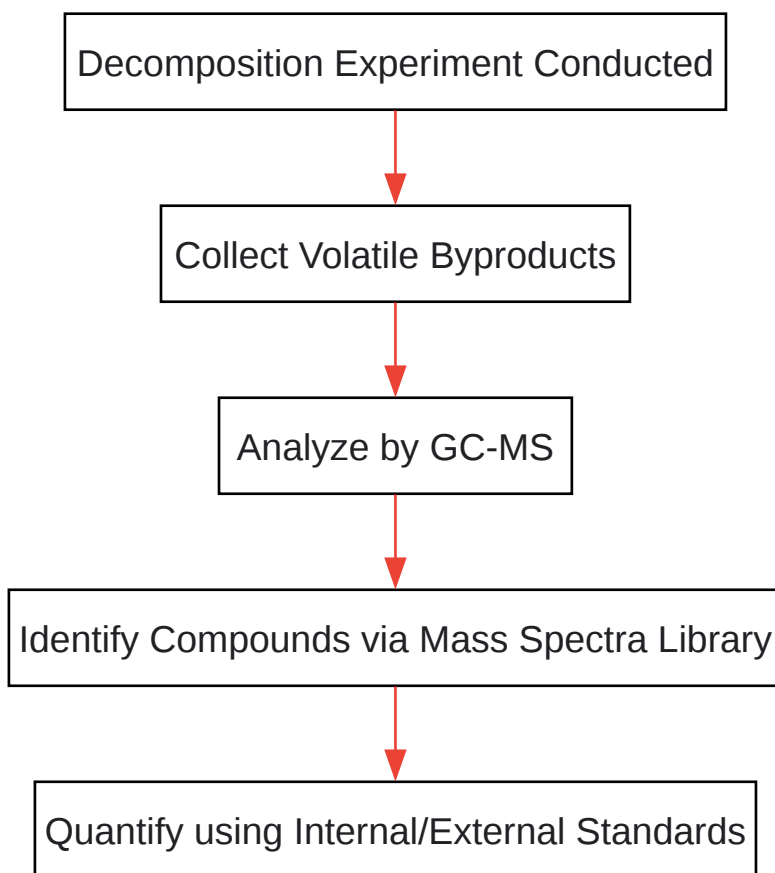 Decomposition Experiment Conducted
Collect Volatile Byproducts
Analyze by GC-MS
Identify Compounds via Mass Spectra Library
Quantify using Internal/External Standards